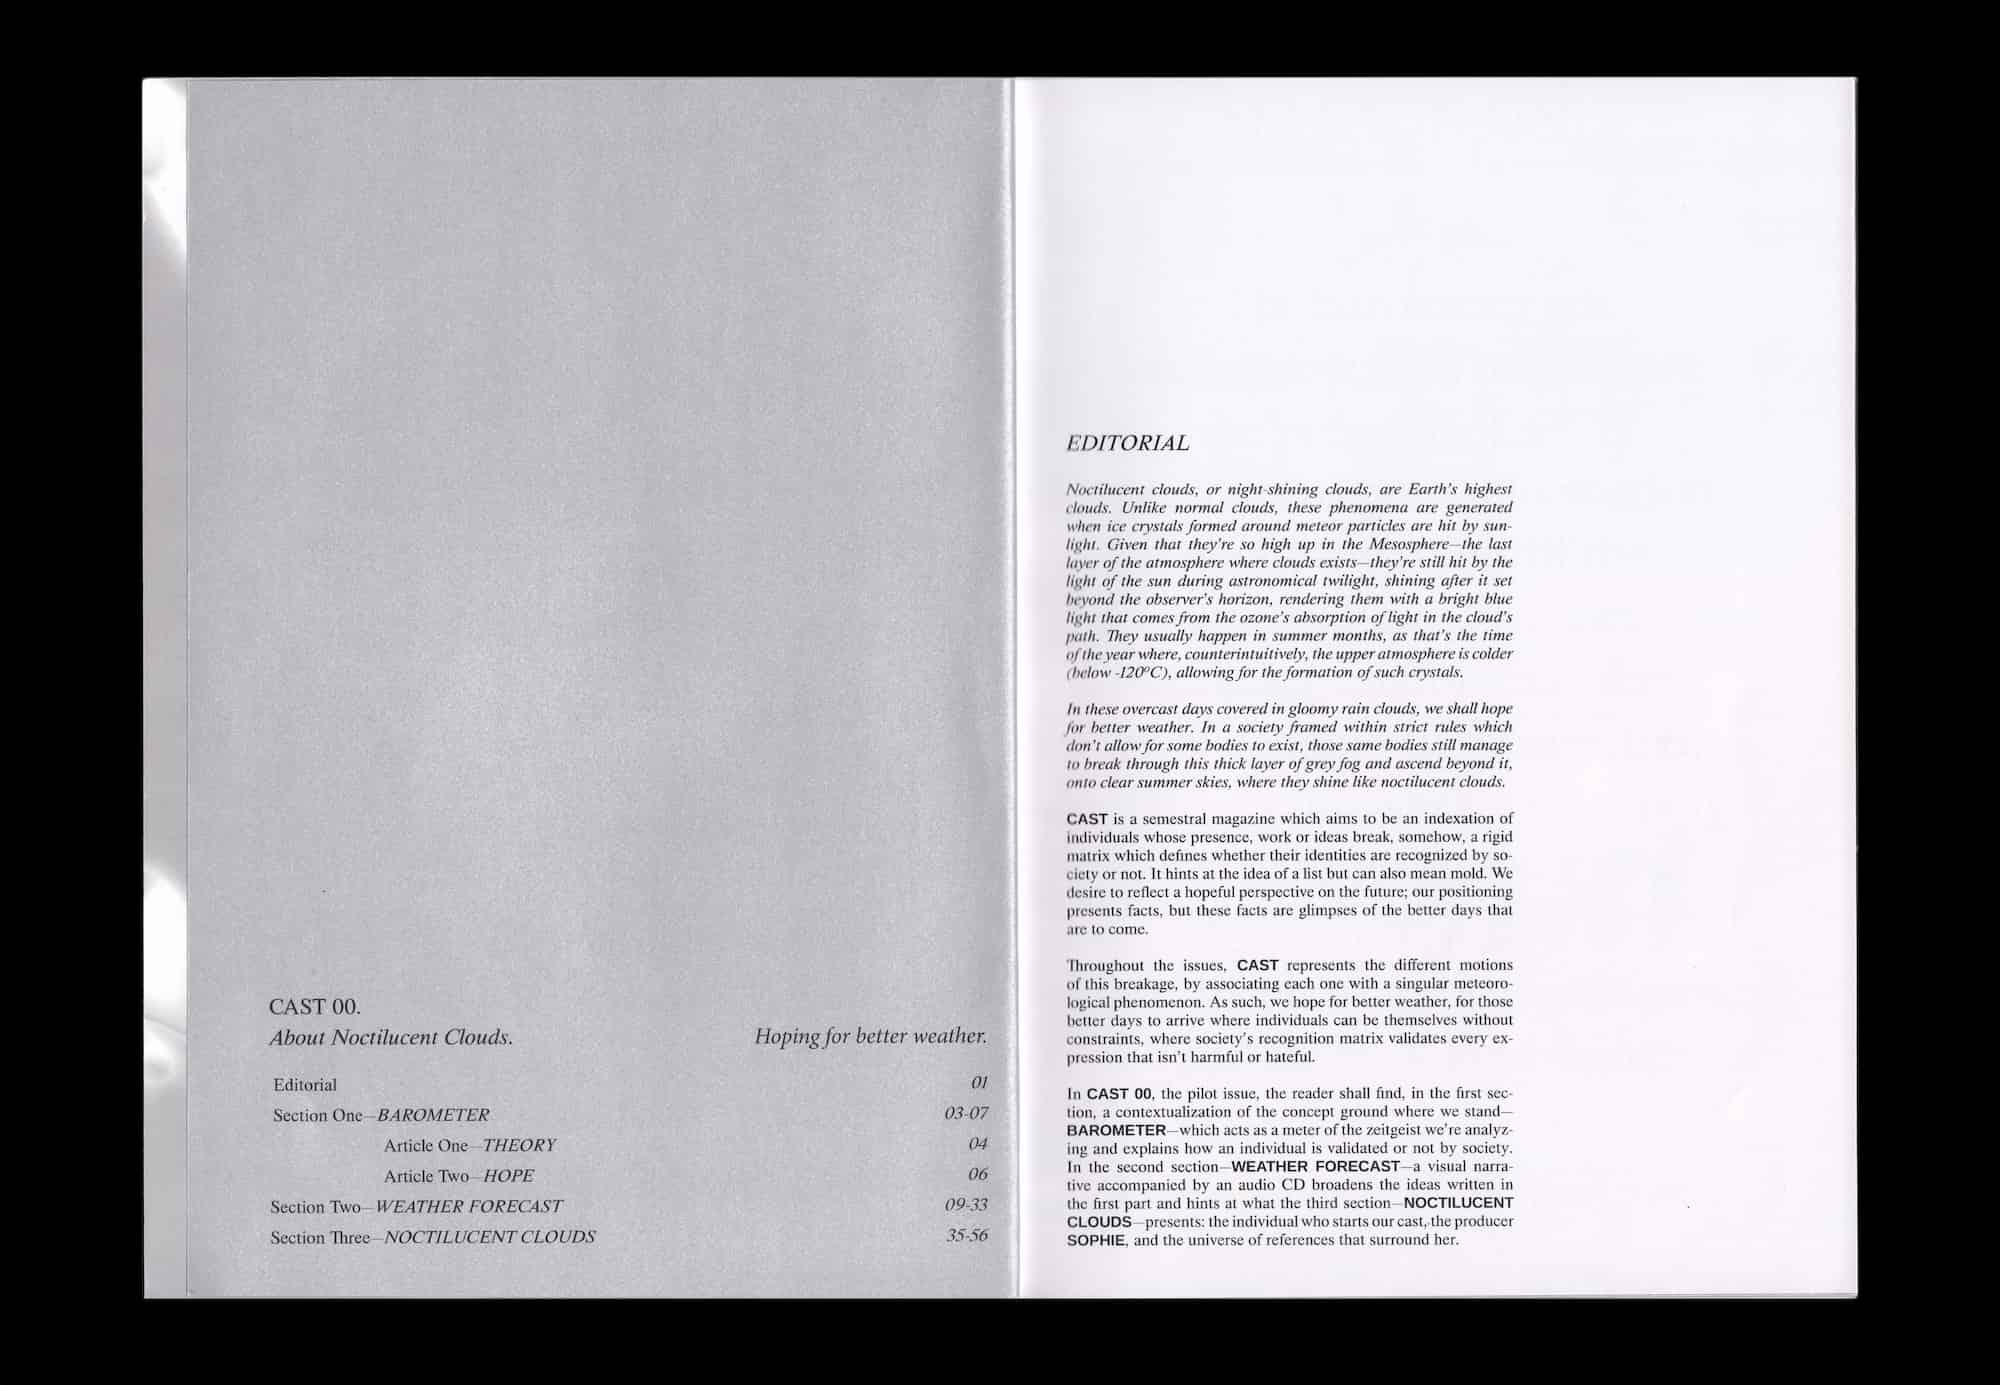 CAST 00.
About Noctilucent Clouds. Hoping for better weather.
Editorial 01
Section One—BAROMETER 03-07
Article One—THEORY 04
Article Two—HOPE 06
Section Two—WEATHER FORECAST 09-33
Section Three—NOCTILUCENT CLOUDS 35-56
EDITORIAL
Noctilucent clouds, or night-shining clouds, are Earth's highest
clouds. Unlike normal clouds, these phenomena are generated
when ice crystals formed around meteor particles are hit by sun-
light. Given that they're so high up in the Mesosphere—the last
layer of the atmosphere where clouds exists—they're still hit by the
light of the sun during astronomical twilight, shining after it set
beyond the observer's horizon, rendering them with a bright blue
light that comes from the ozone's absorption of light in the cloud's
path. They usually happen in summer months, as that's the time
of the year where, counterintuitively, the upper atmosphere is colder
(below -120ºC), allowing for the formation of such crystals.
In these overcast days covered in gloomy rain clouds, we shall hope
for better weather. In a society framed within strict rules which
don't allow for some bodies to exist, those same bodies still manage
to break through this thick layer of grey fog and ascend beyond it,
onto clear summer skies, where they shine like noctilucent clouds.
CAST is a semestral magazine which aims to be an indexation of
individuals whose presence, work or ideas break, somehow, a rigid
matrix which defines whether their identities are recognized by so-
ciety or not. It hints at the idea of a list but can also mean mold. We
desire to reflect a hopeful perspective on the future; our positioning
presents facts, but these facts are glimpses of the better days that
are to come.
Throughout the issues, CAST represents the different motions
of this breakage, by associating each one with a singular meteoro-
logical phenomenon. As such, we hope for better weather, for those
better days to arrive where individuals can be themselves without
constraints, where society's recognition matrix validates every ex-
pression that isn't harmful or hateful.
In CAST 00, the pilot issue, the reader shall find, in the first sec-
tion, a contextualization of the concept ground where we stand—
BAROMETER—which acts as a meter of the zeitgeist we're analyz-
ing and explains how an individual is validated or not by society.
In the second section—WEATHER FORECAST—a visual narra-
tive accompanied by an audio CD broadens the ideas written in
the first part and hints at what the third section—NOCTILUCENT
CLOUDS—presents: the individual who starts our cast, the producer
SOPHIE, and the universe of references that surround her.